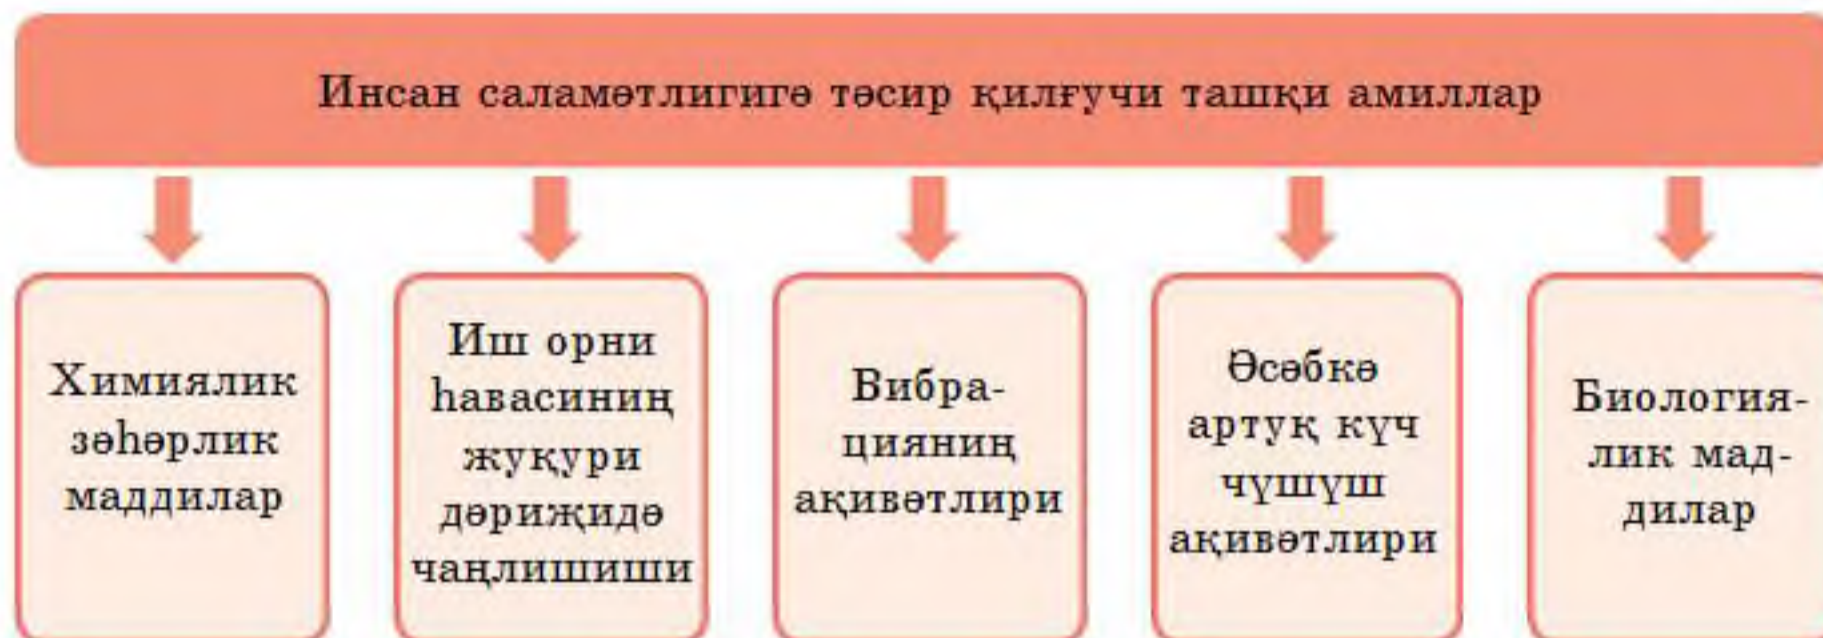 Инсан саламәтлигигә тәсир қилғучи ташқи амиллар
Химиялик
зәһәрлик
маддилар
Иш орни
һавасиниң
жуқури
дәриҗидә
чаңлишиши
Вибра-
цияниң
ақивәтлири
Әсәбкә
артуқ күч
чүшүш
ақивәтлири
Биология-
лик мад-
дилар